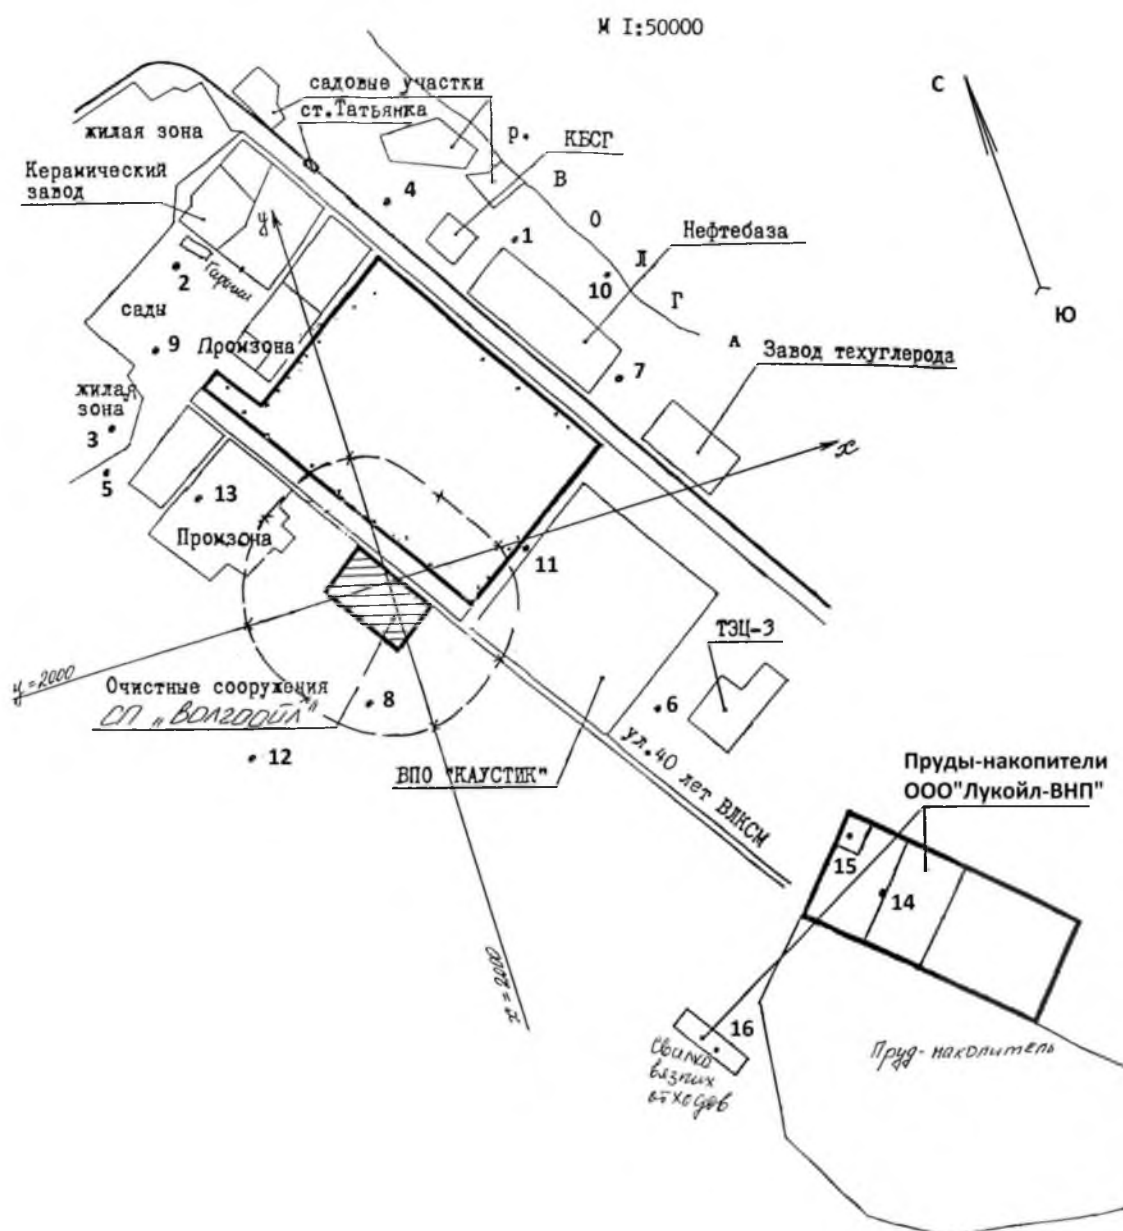 М I:50000
садовые участки
ст.Татьянка
жилая зона
р.
КБСГ
С
Керамический
завод
4
В
О
Л
Г
А
у
1
Нефтебаза
10
2
Гаражи
сады
Ю
9
Промзона
7
Завод техуглерода
жилая
зона
3
х
5
13
Промзона
11
ТЭЦ-3
у=2000
Очистные сооружения
СП "ВОЛГООЙЛ"
8
6
12
ВПО "КАУСТИК"
ул.40 лет ВЛКСМ
Пруды-накопители
ООО"Лукойл-ВНП"
15
14
х=2000
16
Свалка
вязких
отходов
Пруд-накопитель